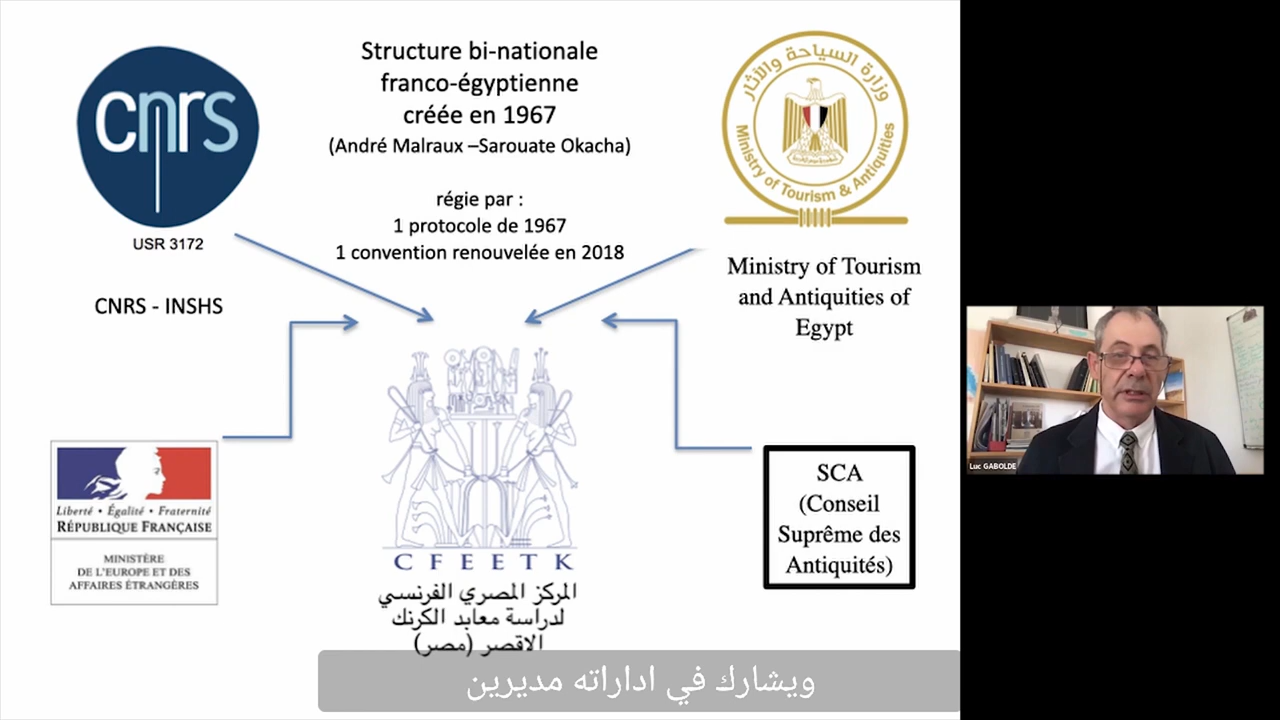 cnrs
USR 3172
CNRS - INSHS
Structure bi-nationale
franco-égyptienne
créée en 1967
(André Malraux –Sarouate Okacha)
régie par :
1 protocole de 1967
1 convention renouvelée en 2018
وزارة السياحة والآثار
Ministry of Tourism & Antiquities
Ministry of Tourism
and Antiquities of
Egypt
Liberté • Égalité • Fraternité
RÉPUBLIQUE FRANÇAISE
MINISTÈRE
DE L'EUROPE ET DES
AFFAIRES ÉTRANGÈRES
CFEETK
المركز المصري الفرنسي
لدراسة معابد الكرنك
الاقصر (مصر)
SCA
(Conseil
Suprême des
Antiquités)
Luc GABOLDE
ويشارك في اداراته مديرين